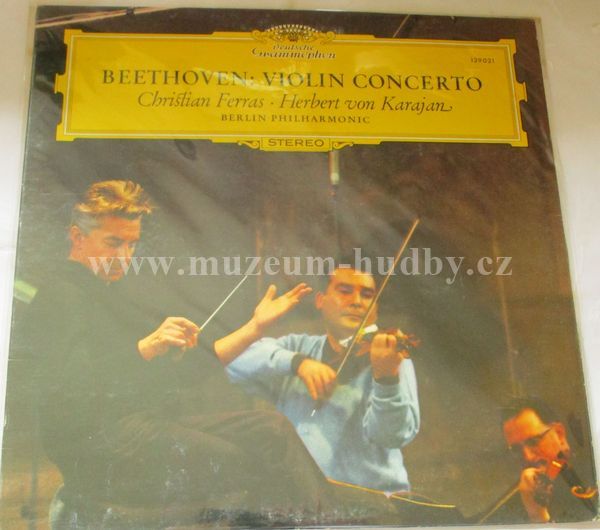 Deutsche
Grammophon
139021
BEETHOVEN: VIOLIN CONCERTO
Christian Ferras · Herbert von Karajan
BERLIN PHILHARMONIC
STEREO
www.muzeum-hudby.cz